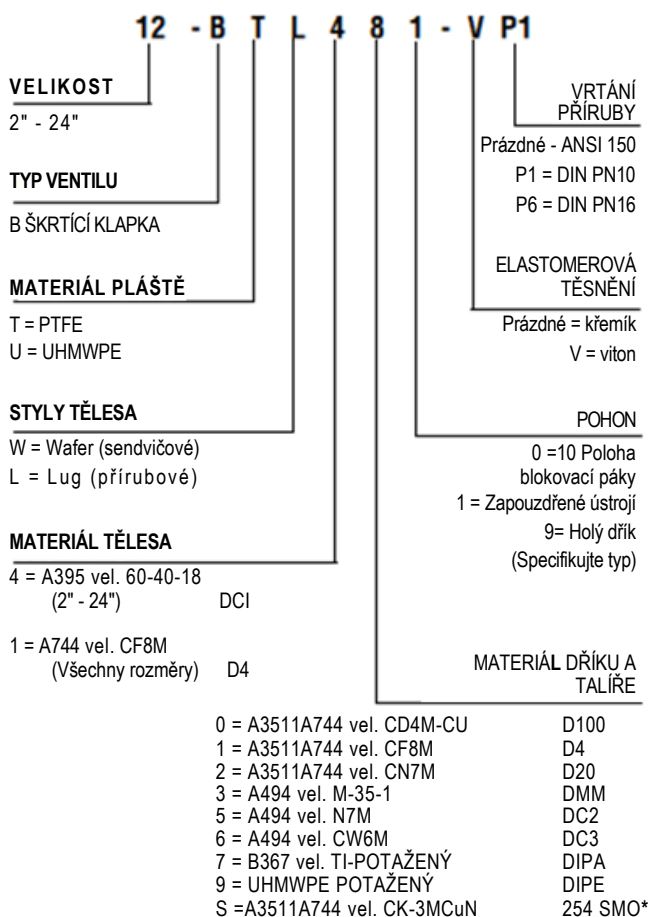 12 - B T L 4 8 1 - V P1
VELIKOST
2" - 24"
TYP VENTILU
B ŠKRTÍCÍ KLAPKA
MATERIÁL PLÁŠTĚ
T = PTFE
U = UHMWPE
STYLY TĚLESA
W = Wafer (sendvičové)
L = Lug (přírubové)
MATERIÁL TĚLESA
4 = A395 vel. 60-40-18
(2" - 24") DCI
1 = A744 vel. CF8M
(Všechny rozměry) D4
VRTÁNÍ
PŘÍRUBY
Prázdné - ANSI 150
P1 = DIN PN10
P6 = DIN PN16
ELASTOMEROVÁ
TĚSNĚNÍ
Prázdné = křemík
V = viton
POHON
0 =10 Poloha
blokovací páky
1 = Zapouzdřené ústrojí
9= Holý dřík
(Specifikujte typ)
MATERIÁL DŘÍKU A
TALÍŘE
0 = A3511A744 vel. CD4M-CU D100
1 = A3511A744 vel. CF8M D4
2 = A3511A744 vel. CN7M D20
3 = A494 vel. M-35-1 DMM
5 = A494 vel. N7M DC2
6 = A494 vel. CW6M DC3
7 = B367 vel. TI-POTAŽENÝ DIPA
9 = UHMWPE POTAŽENÝ DIPE
S =A3511A744 vel. CK-3MCuN 254 SMO*